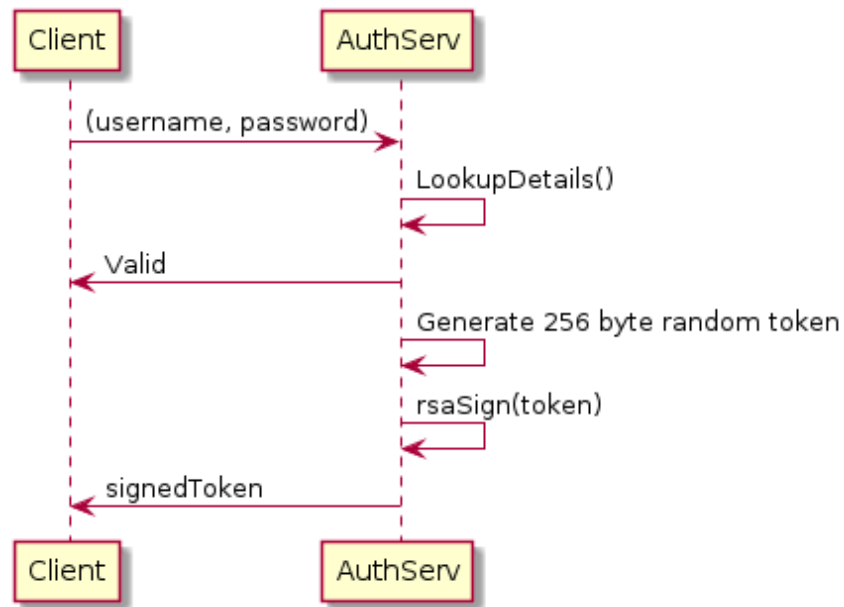 Client
AuthServ
(username, password)
LookupDetails()
Valid
Generate 256 byte random token
rsaSign(token)
signedToken
Client
AuthServ